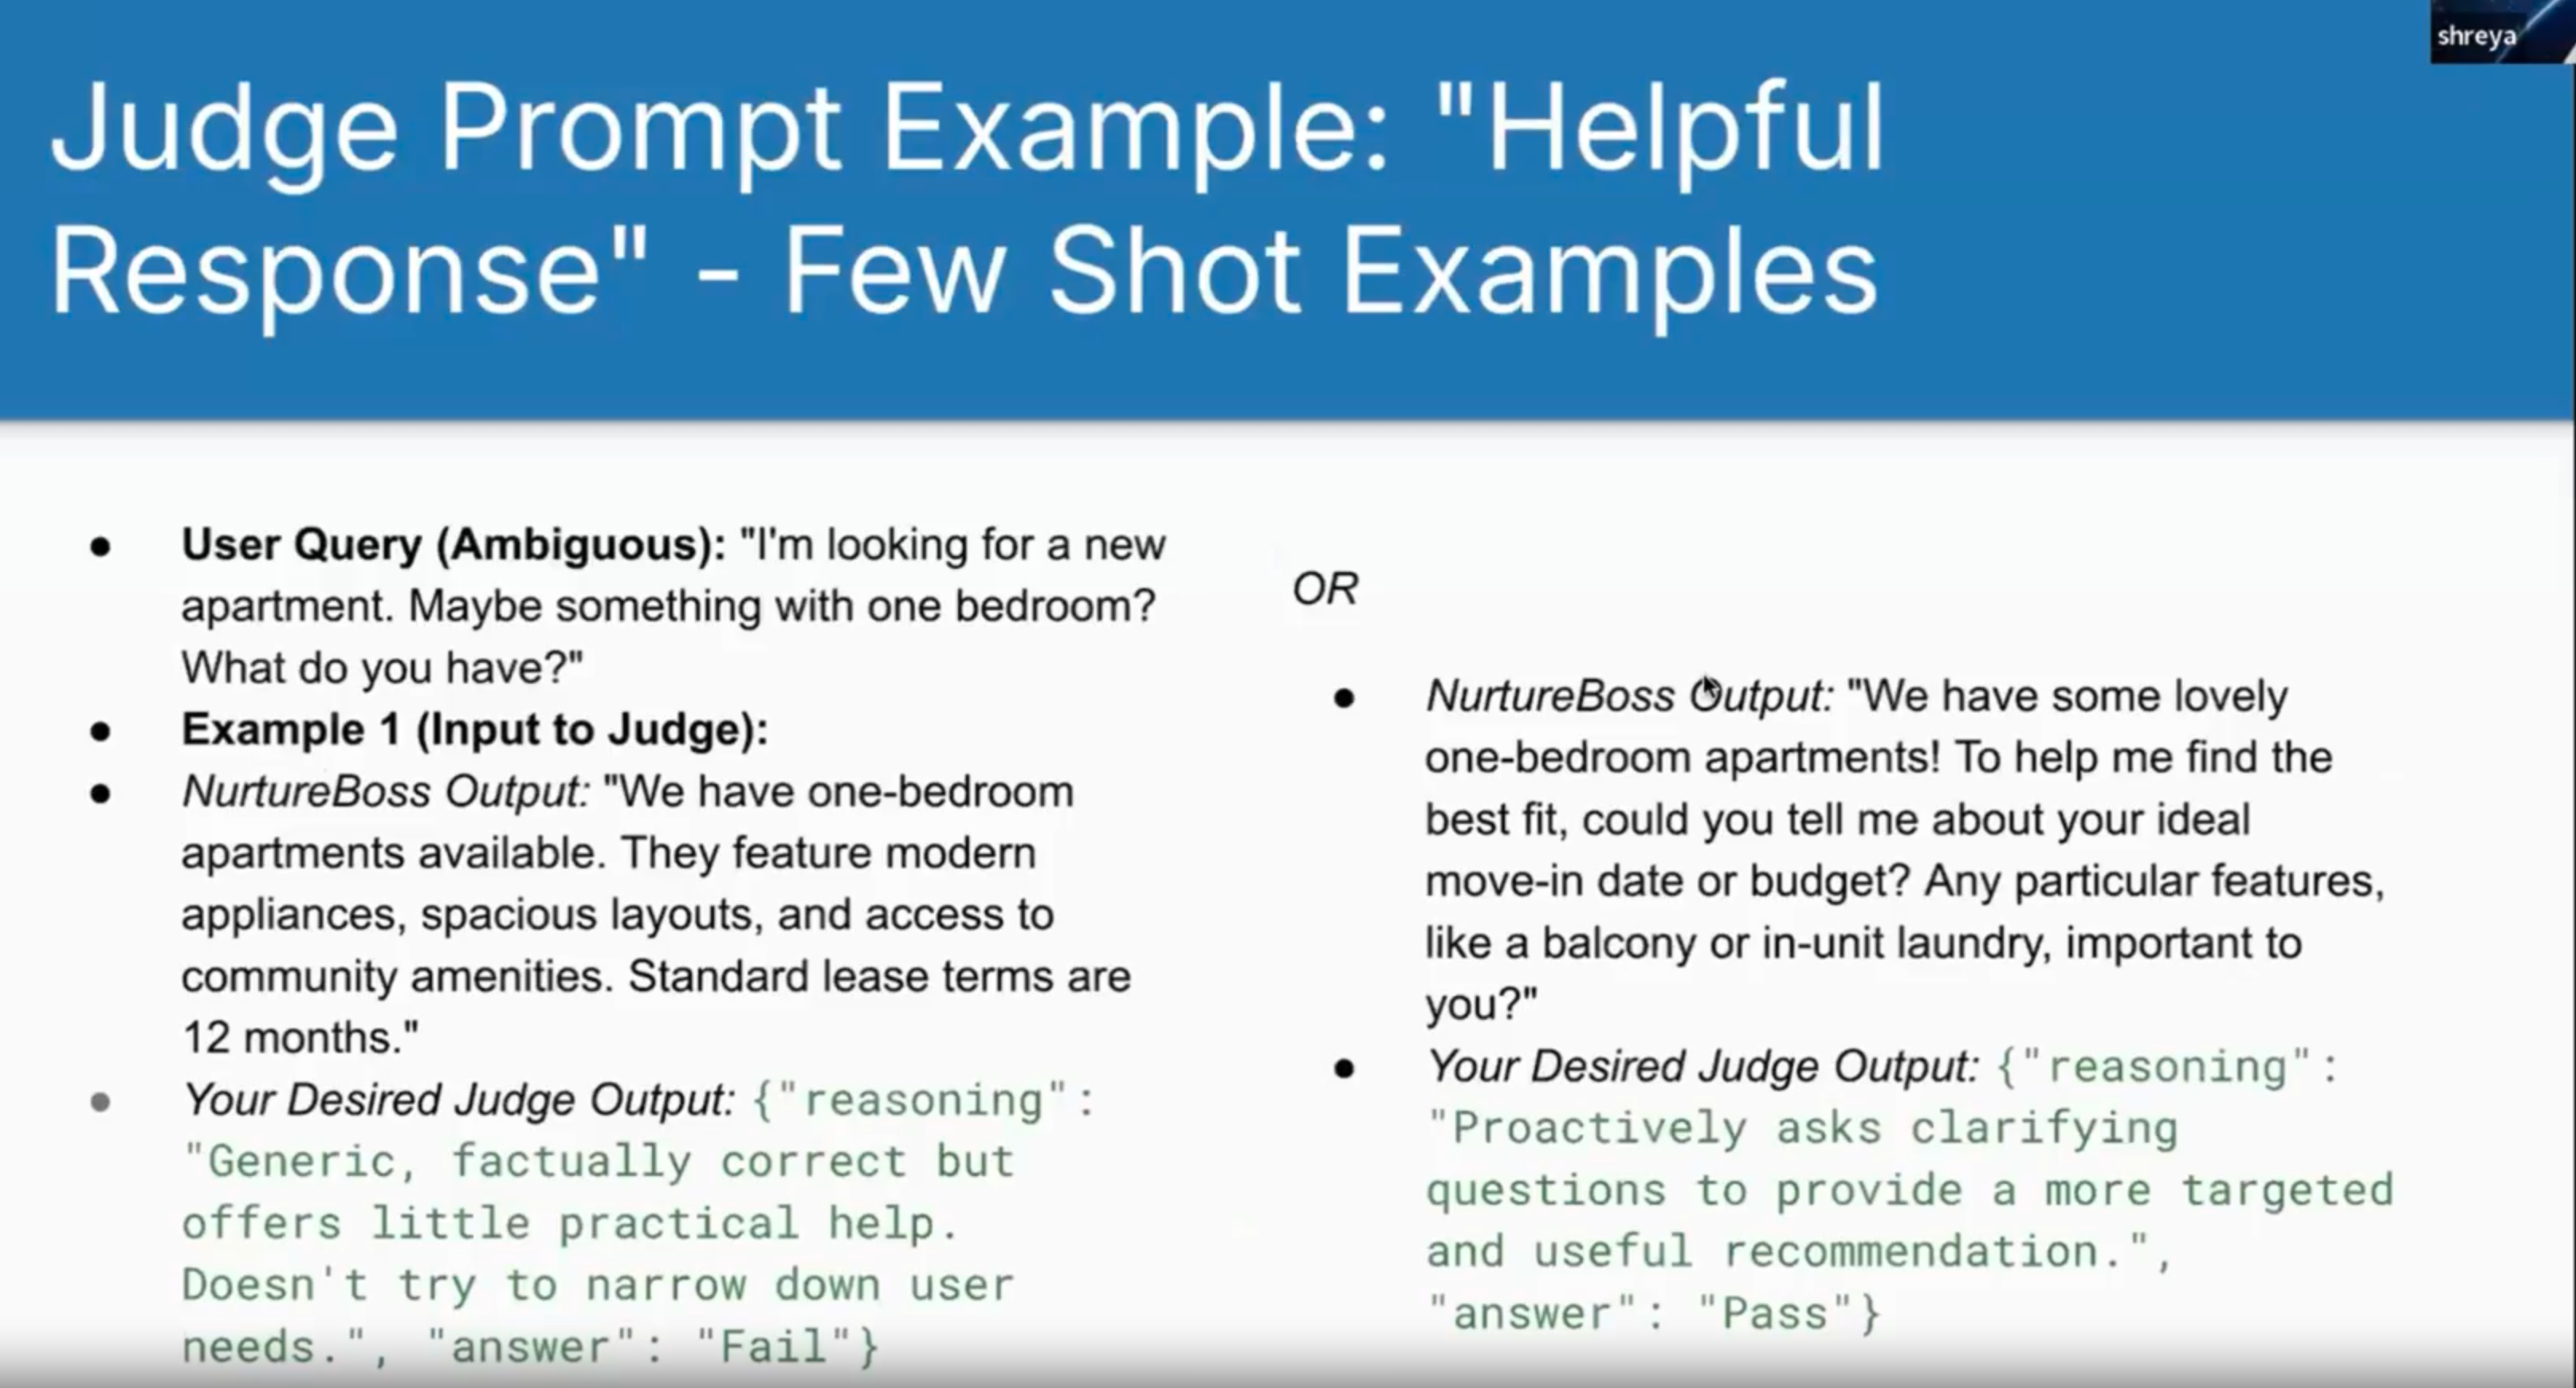 shreya
Judge Prompt Example: "Helpful
Response" - Few Shot Examples
● User Query (Ambiguous): "I'm looking for a new
apartment. Maybe something with one bedroom?
What do you have?"
● Example 1 (Input to Judge):
● NurtureBoss Output: "We have one-bedroom
apartments available. They feature modern
appliances, spacious layouts, and access to
community amenities. Standard lease terms are
12 months."
● Your Desired Judge Output: {"reasoning":
"Generic, factually correct but
offers little practical help.
Doesn't try to narrow down user
needs.", "answer": "Fail"}
OR
● NurtureBoss Output: "We have some lovely
one-bedroom apartments! To help me find the
best fit, could you tell me about your ideal
move-in date or budget? Any particular features,
like a balcony or in-unit laundry, important to
you?"
● Your Desired Judge Output: {"reasoning":
"Proactively asks clarifying
questions to provide a more targeted
and useful recommendation.",
"answer": "Pass"}